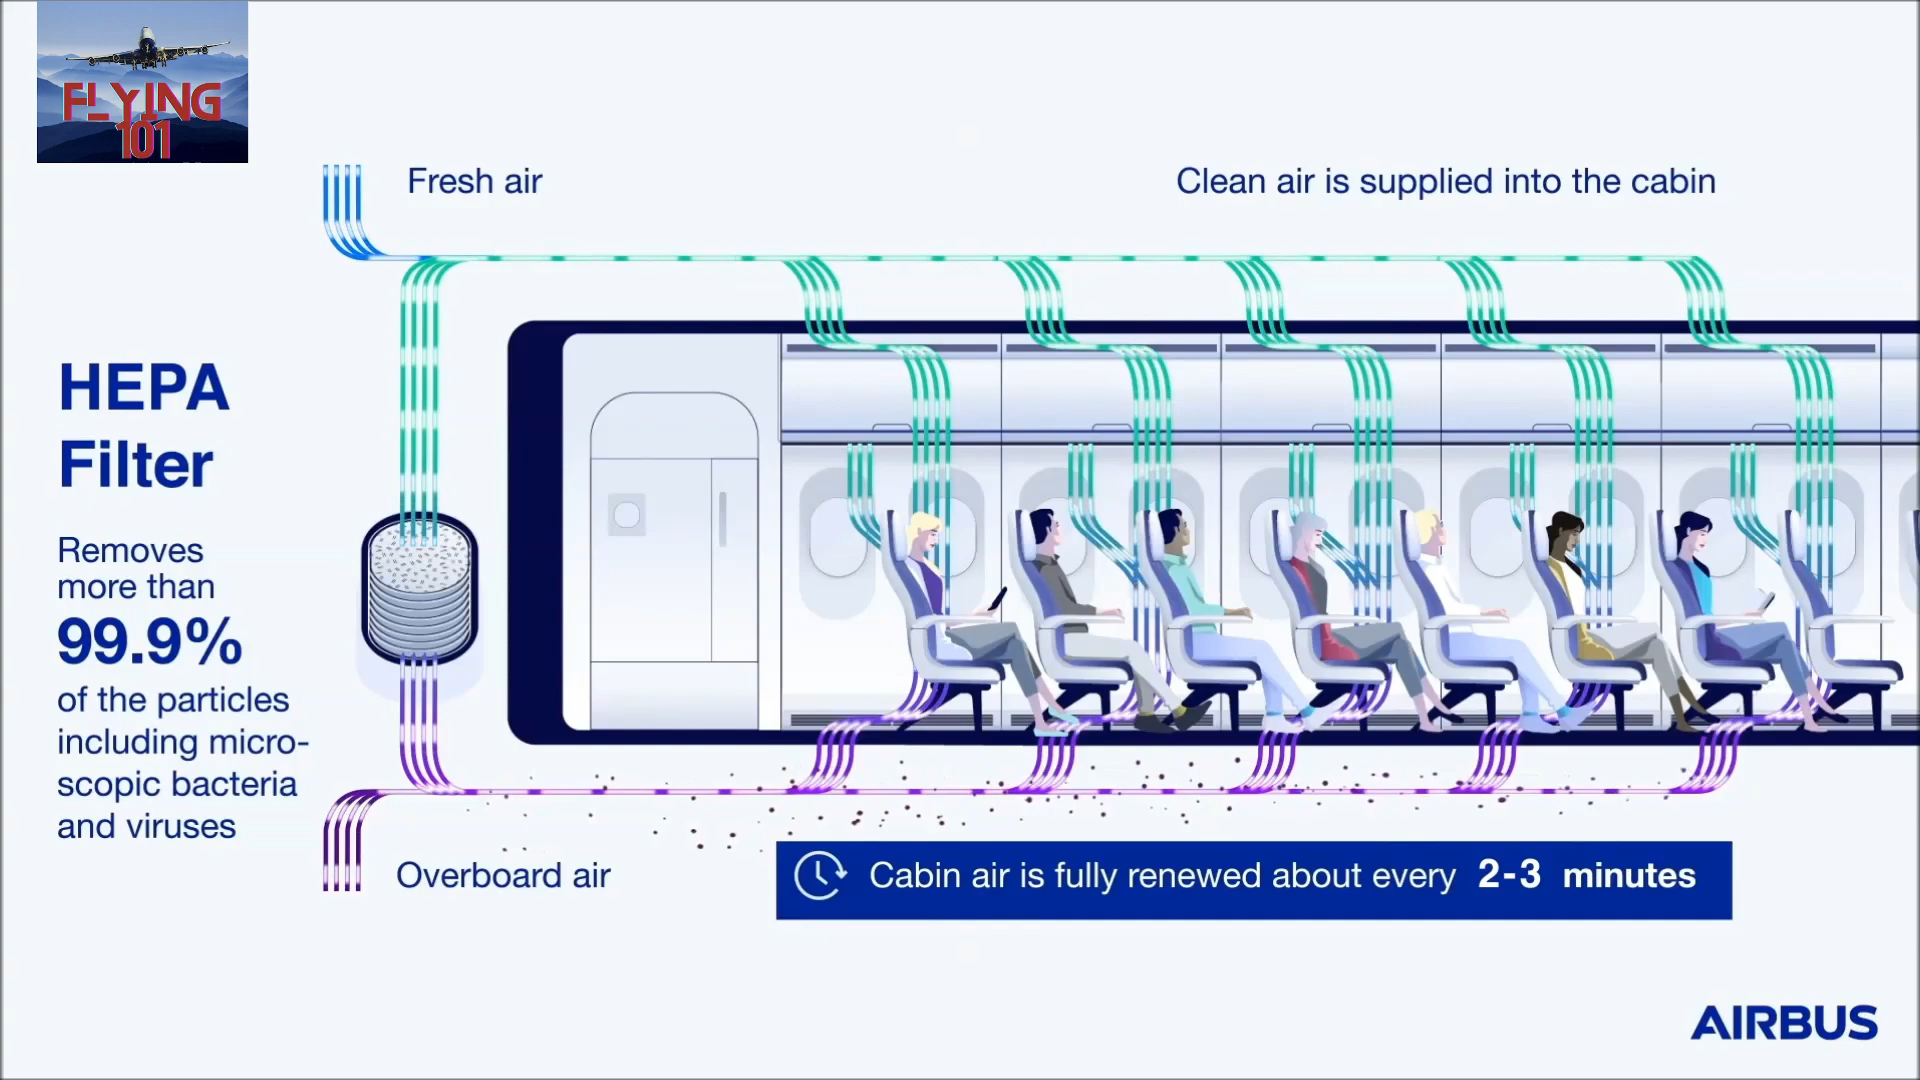 FLYING
101
Fresh air
Clean air is supplied into the cabin
HEPA
Filter
Removes
more than
99.9%
of the particles
including micro-
scopic bacteria
and viruses
Overboard air
Cabin air is fully renewed about every 2-3 minutes
AIRBUS